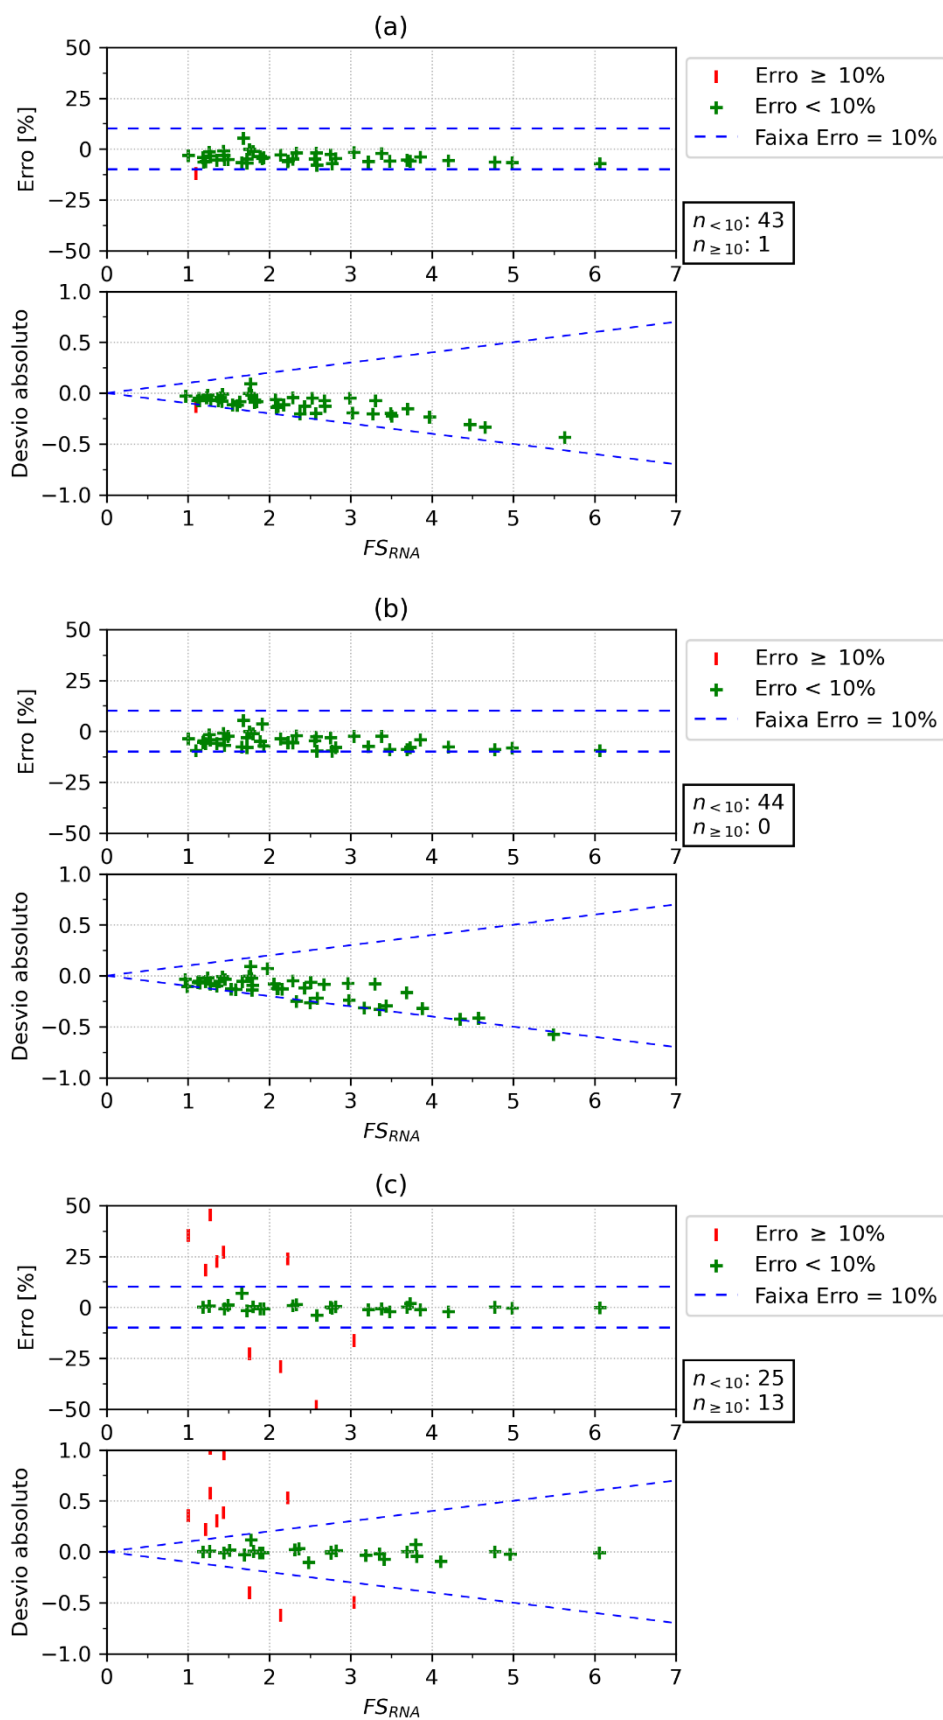 (a)
50
25
0
−25
−50
Erro [%]
0 1 2 3 4 5 6 7
Erro ≥ 10%
Erro < 10%
Faixa Erro = 10%
n<10: 43
n≥10: 1
1.0
0.5
0.0
−0.5
−1.0
Desvio absoluto
0 1 2 3 4 5 6 7
FSRNA
(b)
50
25
0
−25
−50
Erro [%]
0 1 2 3 4 5 6 7
Erro ≥ 10%
Erro < 10%
Faixa Erro = 10%
n<10: 44
n≥10: 0
1.0
0.5
0.0
−0.5
−1.0
Desvio absoluto
0 1 2 3 4 5 6 7
FSRNA
(c)
50
25
0
−25
−50
Erro [%]
0 1 2 3 4 5 6 7
Erro ≥ 10%
Erro < 10%
Faixa Erro = 10%
n<10: 25
n≥10: 13
1.0
0.5
0.0
−0.5
−1.0
Desvio absoluto
0 1 2 3 4 5 6 7
FSRNA